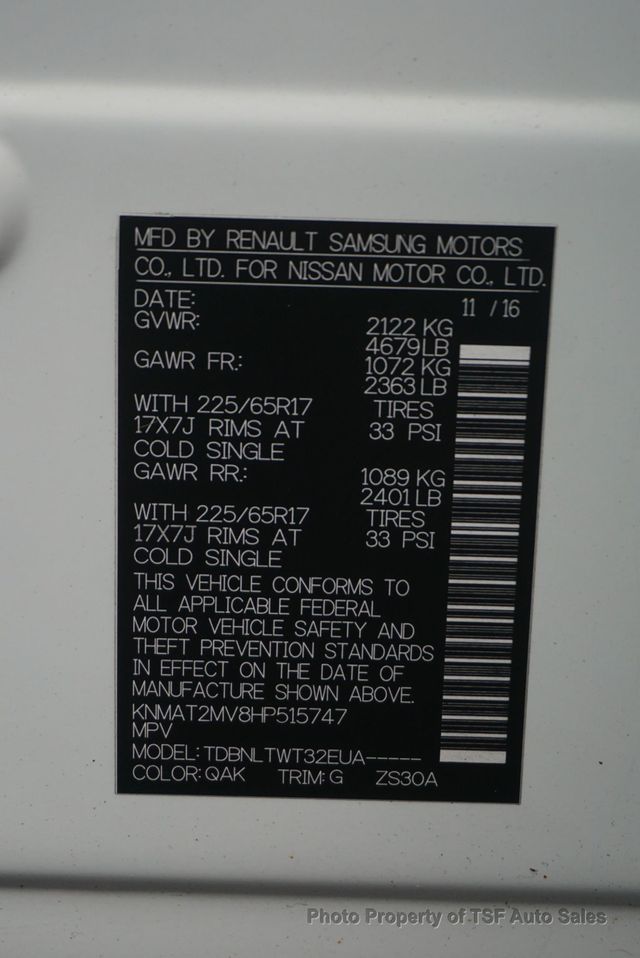 MFD BY RENAULT SAMSUNG MOTORS
CO., LTD. FOR NISSAN MOTOR CO., LTD.
DATE: 11 / 16
GVWR: 2122 KG
4679 LB
GAWR FR.: 1072 KG
2363 LB
WITH 225/65R17 TIRES
17X7J RIMS AT 33 PSI
COLD SINGLE
GAWR RR.: 1089 KG
2401 LB
WITH 225/65R17 TIRES
17X7J RIMS AT 33 PSI
COLD SINGLE
THIS VEHICLE CONFORMS TO
ALL APPLICABLE FEDERAL
MOTOR VEHICLE SAFETY AND
THEFT PREVENTION STANDARDS
IN EFFECT ON THE DATE OF
MANUFACTURE SHOWN ABOVE.
KNMAT2MV8HP515747
MPV
MODEL: TDBNLTWT32EUA-----
COLOR: QAK TRIM: G ZS30A
Photo Property of TSF Auto Sales